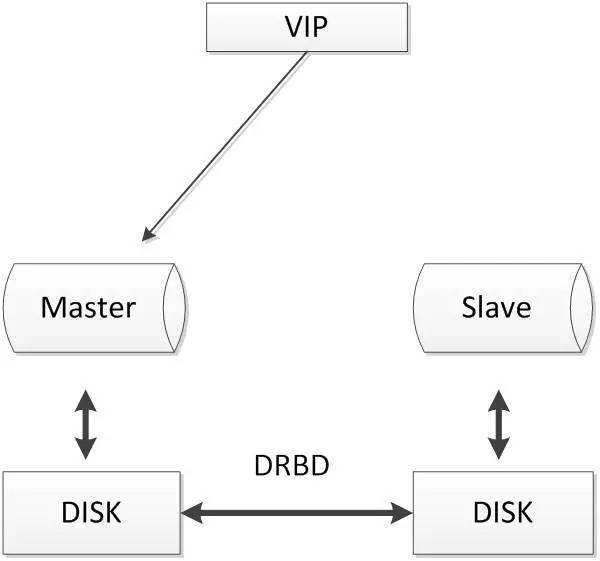 VIP
Master
Slave
DRBD
DISK
DISK